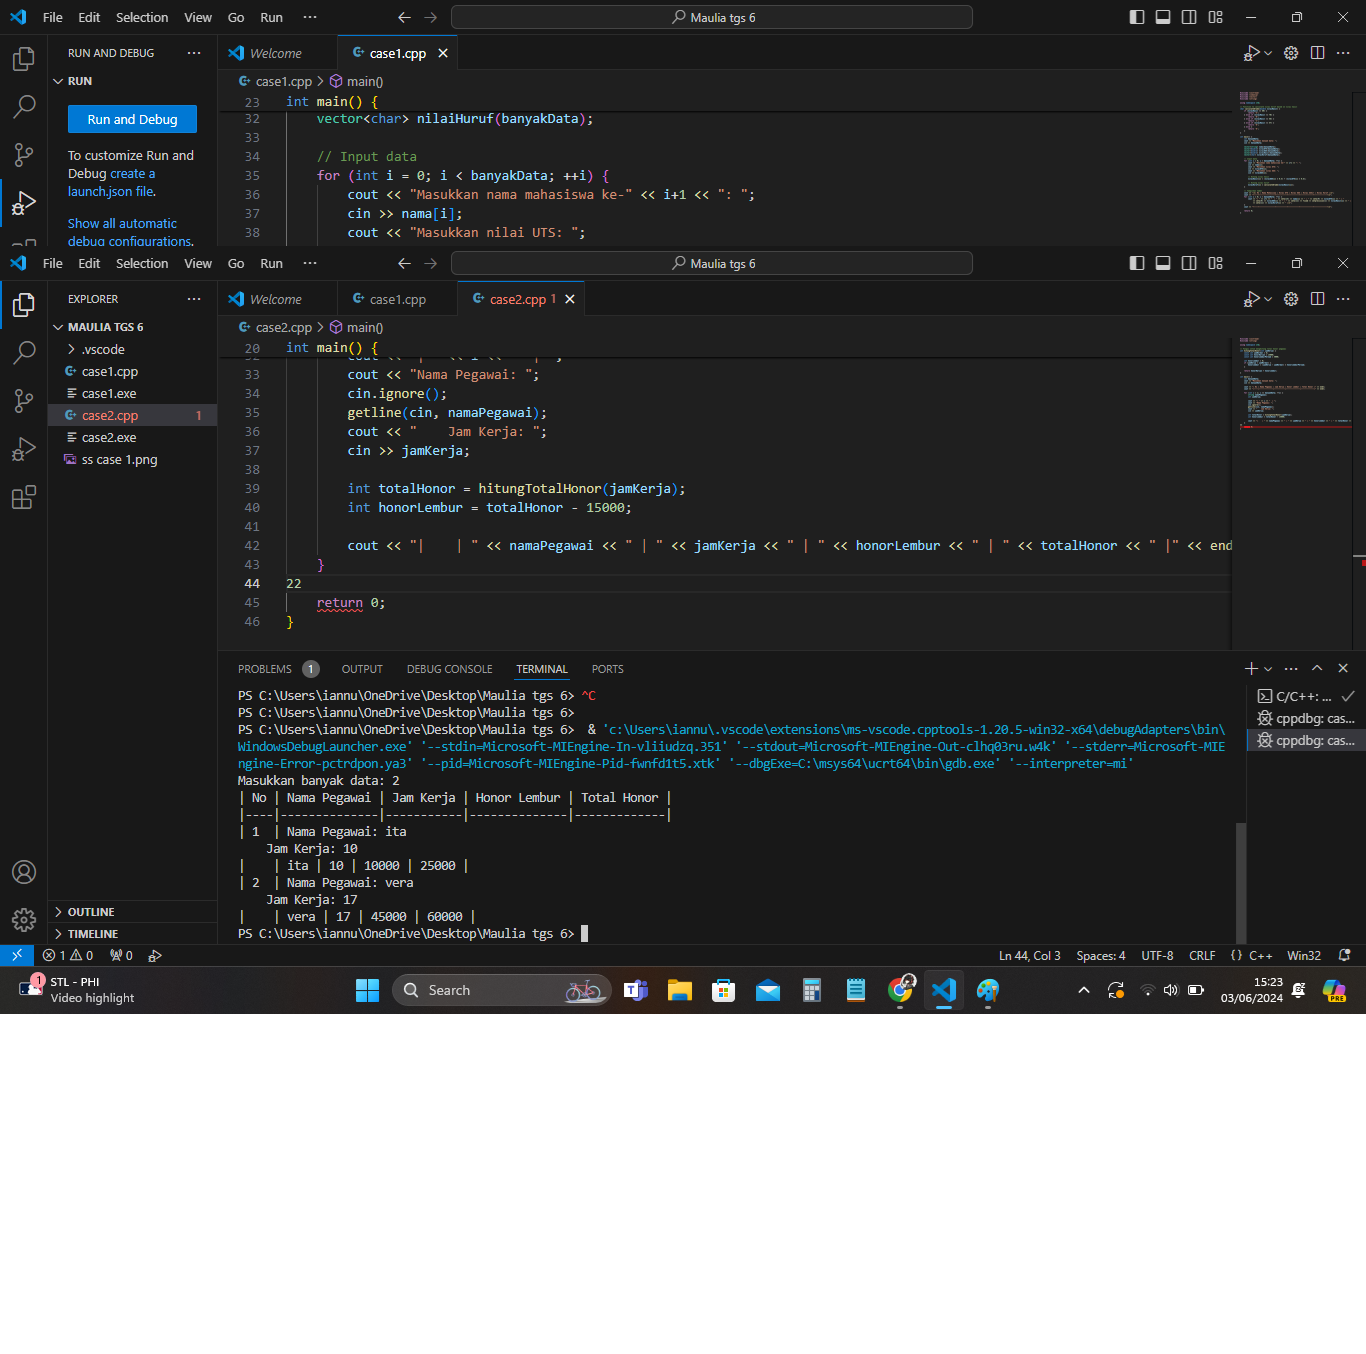 File Edit Selection View Go Run ··· Maulia tgs 6
RUN AND DEBUG ··· Welcome case1.cpp
RUN case1.cpp > main()
Run and Debug
To customize Run and
Debug create a
launch.json file.
Show all automatic
debug configurations.
23 int main() {
32 vector<char> nilaiHuruf(banyakData);
33
34 // Input data
35 for (int i = 0; i < banyakData; ++i) {
36 cout << "Masukkan nama mahasiswa ke-" << i+1 << ": ";
37 cin >> nama[i];
38 cout << "Masukkan nilai UTS: ";
File Edit Selection View Go Run ··· Maulia tgs 6
EXPLORER ··· Welcome case1.cpp case2.cpp 1
MAULIA TGS 6 case2.cpp > main()
.vscode
case1.cpp
case1.exe
case2.cpp 1
case2.exe
ss case 1.png
OUTLINE
TIMELINE
20 int main() {
33 cout << "Nama Pegawai: ";
34 cin.ignore();
35 getline(cin, namaPegawai);
36 cout << "    Jam Kerja: ";
37 cin >> jamKerja;
38
39 int totalHonor = hitungTotalHonor(jamKerja);
40 int honorLembur = totalHonor - 15000;
41
42 cout << "|    | " << namaPegawai << " | " << jamKerja << " | " << honorLembur << " | " << totalHonor << " |" << end
43 }
44 22
45 return 0;
46 }
PROBLEMS 1 OUTPUT DEBUG CONSOLE TERMINAL PORTS
PS C:\Users\iannu\OneDrive\Desktop\Maulia tgs 6> ^C
PS C:\Users\iannu\OneDrive\Desktop\Maulia tgs 6>
PS C:\Users\iannu\OneDrive\Desktop\Maulia tgs 6>  & 'c:\Users\iannu\.vscode\extensions\ms-vscode.cpptools-1.20.5-win32-x64\debugAdapters\bin\
WindowsDebugLauncher.exe' '--stdin=Microsoft-MIEngine-In-vliiudzq.351' '--stdout=Microsoft-MIEngine-Out-clhq03ru.w4k' '--stderr=Microsoft-MIE
ngine-Error-pctrdpon.ya3' '--pid=Microsoft-MIEngine-Pid-fwnfd1t5.xtk' '--dbgExe=C:\msys64\ucrt64\bin\gdb.exe' '--interpreter=mi'
Masukkan banyak data: 2
| No | Nama Pegawai | Jam Kerja | Honor Lembur | Total Honor |
|----|--------------|-----------|--------------|-------------|
| 1  | Nama Pegawai: ita
    Jam Kerja: 10
|    | ita | 10 | 10000 | 25000 |
| 2  | Nama Pegawai: vera
    Jam Kerja: 17
|    | vera | 17 | 45000 | 60000 |
PS C:\Users\iannu\OneDrive\Desktop\Maulia tgs 6>
C/C++: ...
cppdbg: cas...
cppdbg: cas...
1 0 0 Ln 44, Col 3 Spaces: 4 UTF-8 CRLF {} C++ Win32
1 STL - PHI
Video highlight
Search
15:23
03/06/2024
PRE